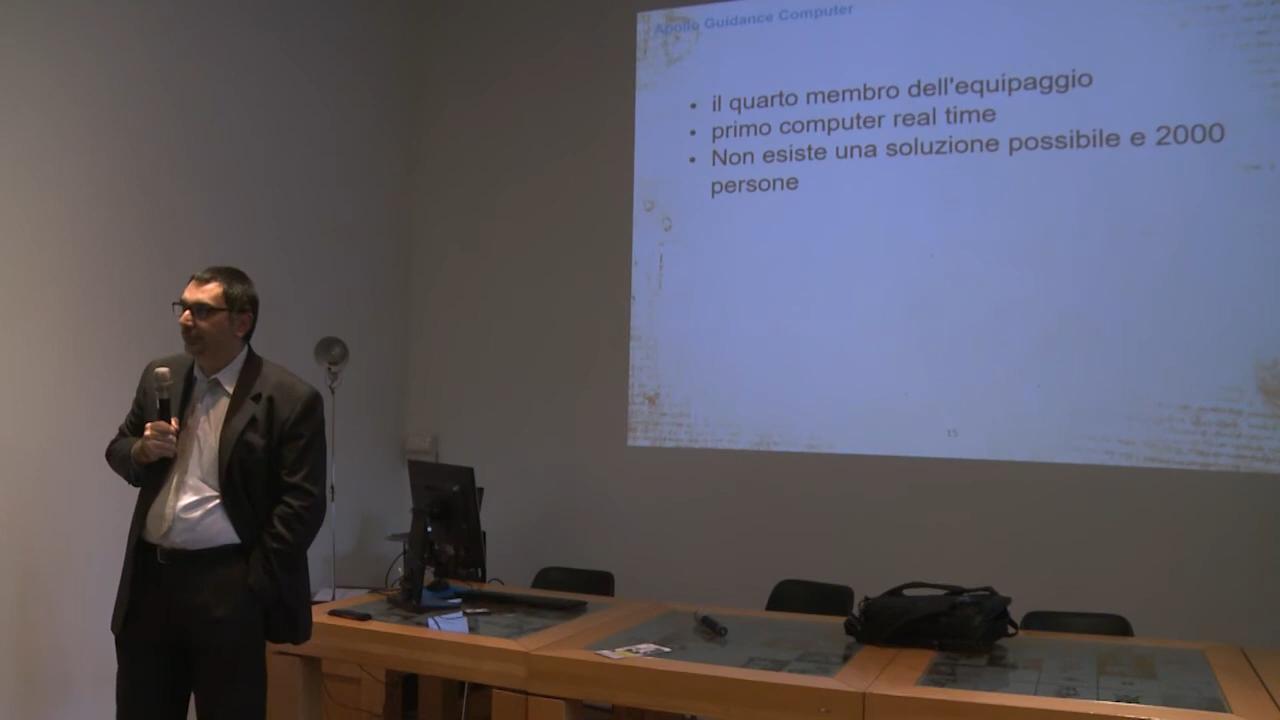 Apollo Guidance Computer
• il quarto membro dell'equipaggio
• primo computer real time
• Non esiste una soluzione possibile e 2000
persone
15